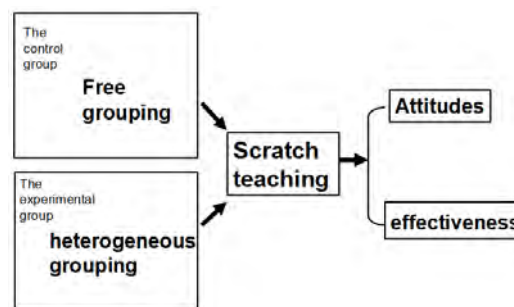 The
control
group
Free
grouping
The
experimental
group
heterogeneous
grouping
Scratch
teaching
Attitudes
effectiveness